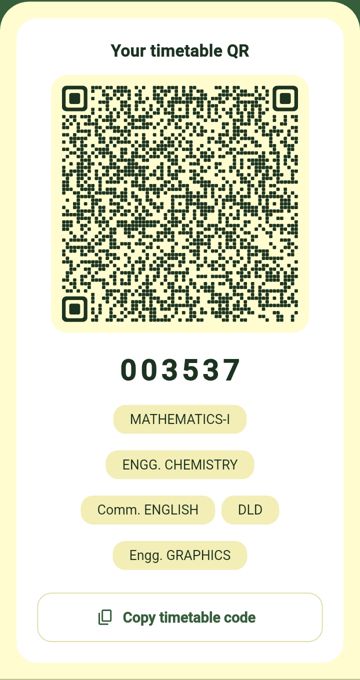 Your timetable QR
003537
MATHEMATICS-I
ENGG. CHEMISTRY
Comm. ENGLISH DLD
Engg. GRAPHICS
Copy timetable code